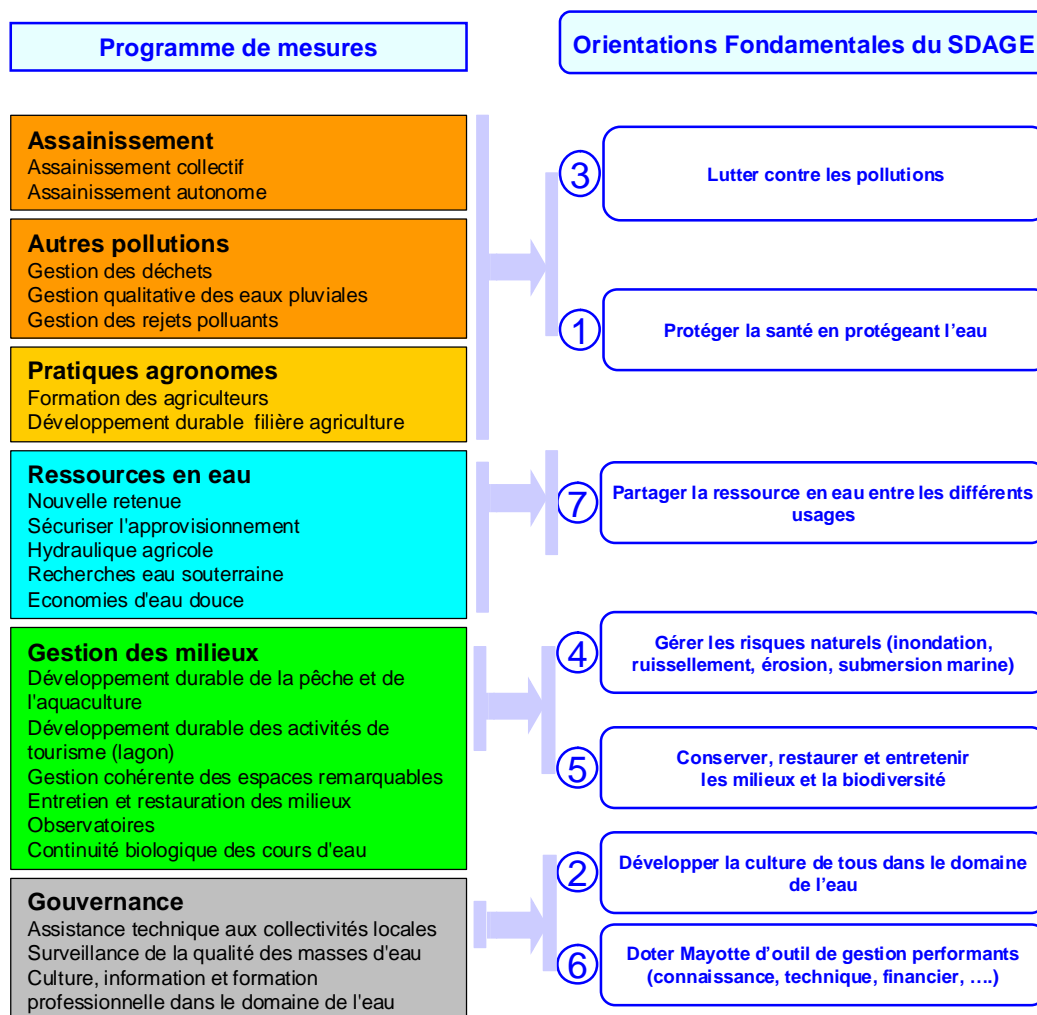 Programme de mesures
Orientations Fondamentales du SDAGE
Assainissement
Assainissement collectif
Assainissement autonome
Autres pollutions
Gestion des déchets
Gestion qualitative des eaux pluviales
Gestion des rejets polluants
Pratiques agronomes
Formation des agriculteurs
Développement durable filière agriculture
3
Lutter contre les pollutions
1
Protéger la santé en protégeant l'eau
Ressources en eau
Nouvelle retenue
Sécuriser l'approvisionnement
Hydraulique agricole
Recherches eau souterraine
Economies d'eau douce
7
Partager la ressource en eau entre les différents
usages
Gestion des milieux
Développement durable de la pêche et de
l'aquaculture
Développement durable des activités de
tourisme (lagon)
Gestion cohérente des espaces remarquables
Entretien et restauration des milieux
Observatoires
Continuité biologique des cours d'eau
4
Gérer les risques naturels (inondation,
ruissellement, érosion, submersion marine)
5
Conserver, restaurer et entretenir
les milieux et la biodiversité
Gouvernance
Assistance technique aux collectivités locales
Surveillance de la qualité des masses d'eau
Culture, information et formation
professionnelle dans le domaine de l'eau
2
Développer la culture de tous dans le domaine
de l'eau
6
Doter Mayotte d'outil de gestion performants
(connaissance, technique, financier, ….)